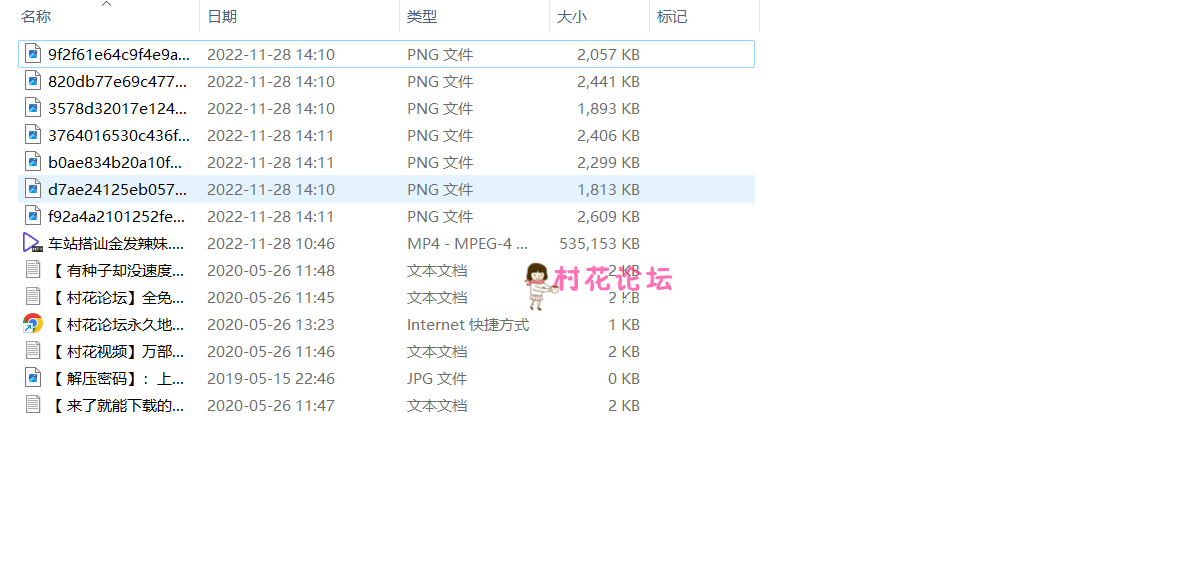 名称 日期 类型 大小 标记
9f2f61e64c9f4e9a... 2022-11-28 14:10 PNG 文件 2,057 KB
820db77e69c477... 2022-11-28 14:10 PNG 文件 2,441 KB
3578d32017e124... 2022-11-28 14:10 PNG 文件 1,893 KB
3764016530c436f... 2022-11-28 14:11 PNG 文件 2,406 KB
b0ae834b20a10f... 2022-11-28 14:11 PNG 文件 2,299 KB
d7ae24125eb057... 2022-11-28 14:10 PNG 文件 1,813 KB
f92a4a2101252fe... 2022-11-28 14:11 PNG 文件 2,609 KB
车站搭讪金发辣妹.... 2022-11-28 10:46 MP4 - MPEG-4 ... 535,153 KB
【 有种子却没速度... 2020-05-26 11:48 文本文档 2 KB
村花论坛
【 村花论坛】全免... 2020-05-26 11:45 文本文档 2 KB
【 村花论坛永久地... 2020-05-26 13:23 Internet 快捷方式 1 KB
【 村花视频】万部... 2020-05-26 11:46 文本文档 2 KB
【 解压密码】：上... 2019-05-15 22:46 JPG 文件 0 KB
【 来了就能下载的... 2020-05-26 11:47 文本文档 2 KB